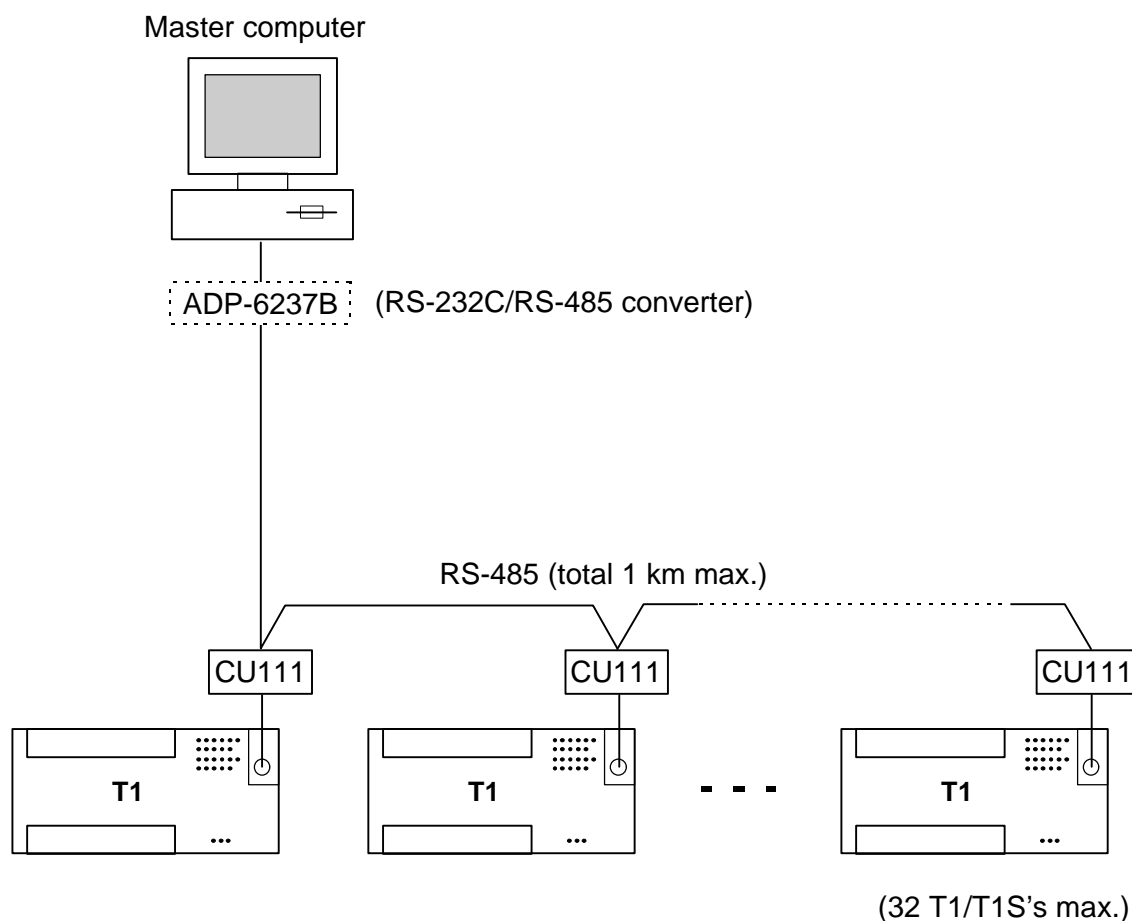 Master computer
ADP-6237B (RS-232C/RS-485 converter)
RS-485 (total 1 km max.)
CU111 CU111 CU111
T1 T1 T1
(32 T1/T1S's max.)